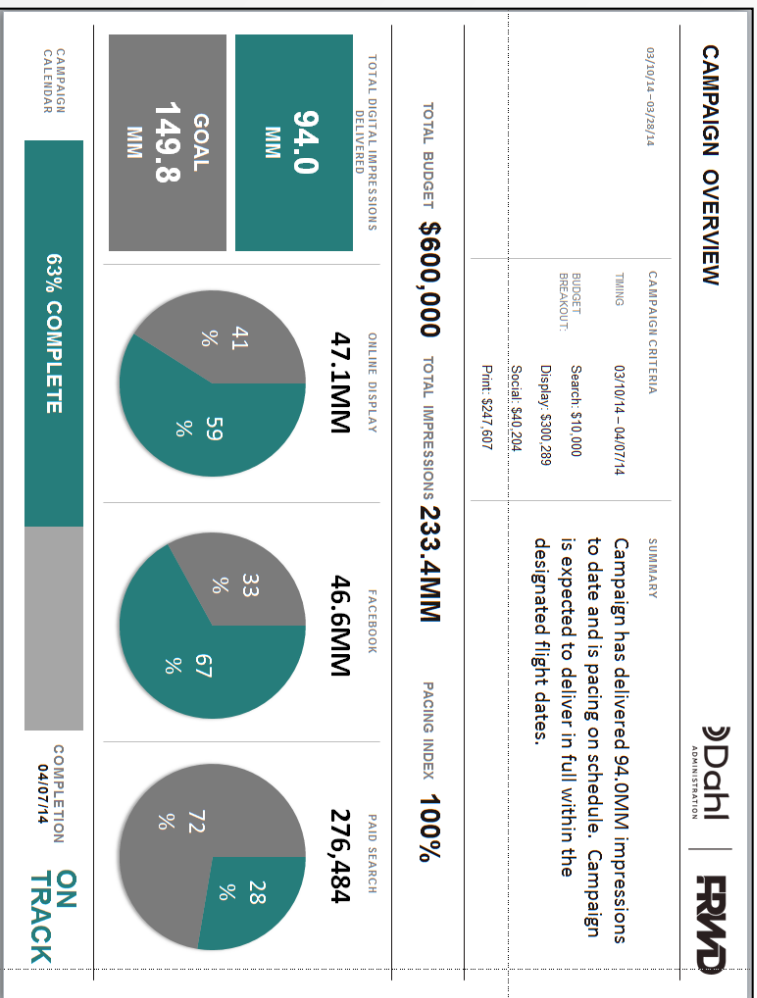 CAMPAIGN OVERVIEW
Dahl
ADMINISTRATION
FRWD
03/10/14 – 03/28/14
CAMPAIGN CRITERIA
TIMING 03/10/14 – 04/07/14
BUDGET
BREAKOUT:
Search: $10,000
Display: $300,289
Social: $40,204
Print: $247,607
SUMMARY
Campaign has delivered 94.0MM impressions
to date and is pacing on schedule. Campaign
is expected to deliver in full within the
designated flight dates.
TOTAL BUDGET $600,000 TOTAL IMPRESSIONS 233.4MM PACING INDEX 100%
TOTAL DIGITAL IMPRESSIONS
DELIVERED
94.0
MM
GOAL
149.8
MM
ONLINE DISPLAY
47.1MM
41
%
59
%
FACEBOOK
46.6MM
33
%
67
%
PAID SEARCH
276,484
28
%
72
%
CAMPAIGN
CALENDAR
63% COMPLETE
COMPLETION
04/07/14
ON
TRACK